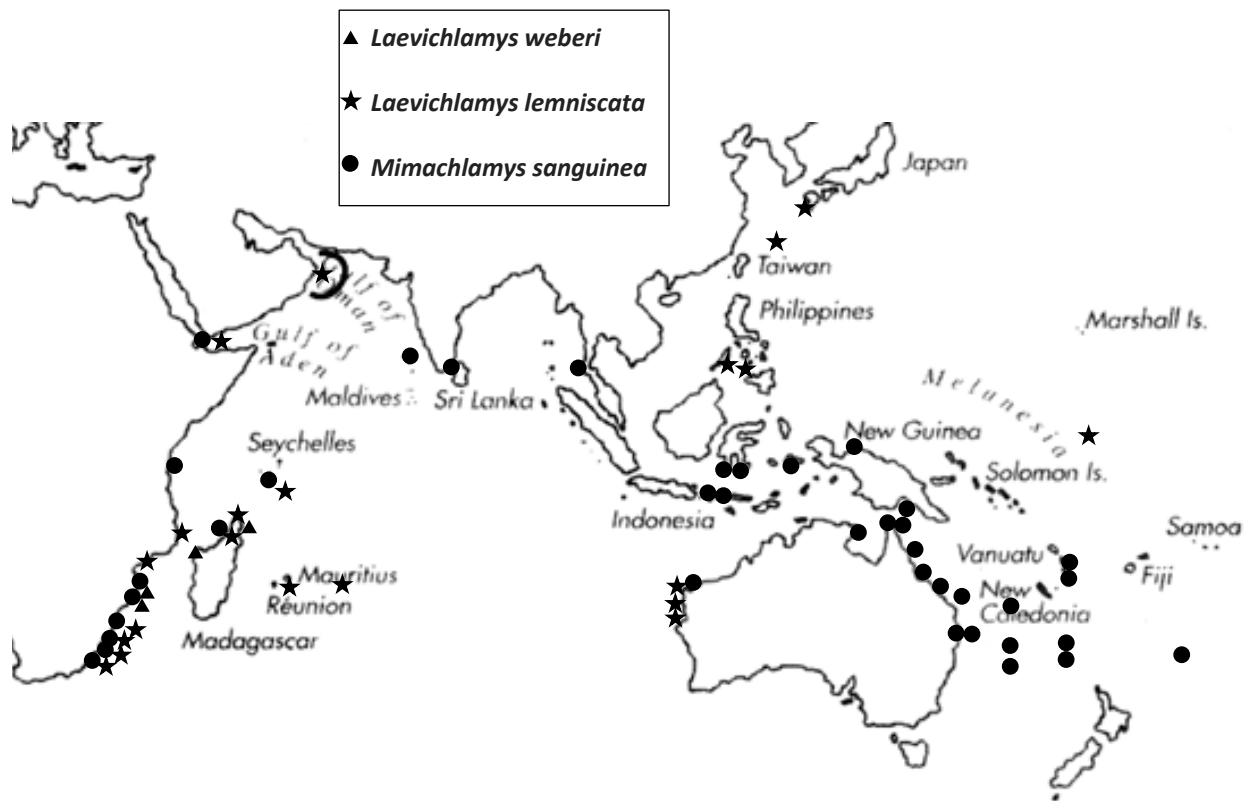 Laevichlamys weberi
Laevichlamys lemniscata
Mimachlamys sanguinea
Japan
Taiwan
Philippines
Marshall Is.
Gulf of
Oman
Gulf of
Aden
Maldives
Sri Lanka
Melanesia
Seychelles
New Guinea
Solomon Is.
Indonesia
Samoa
Vanuatu
Fiji
Mauritius
Réunion
New
Caledonia
Madagascar